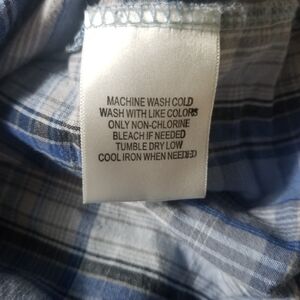 MACHINE WASH COLD
WASH WITH LIKE COLORS
ONLY NON-CHLORINE
BLEACH IF NEEDED
TUMBLE DRY LOW
COOL IRON WHEN NEEDED